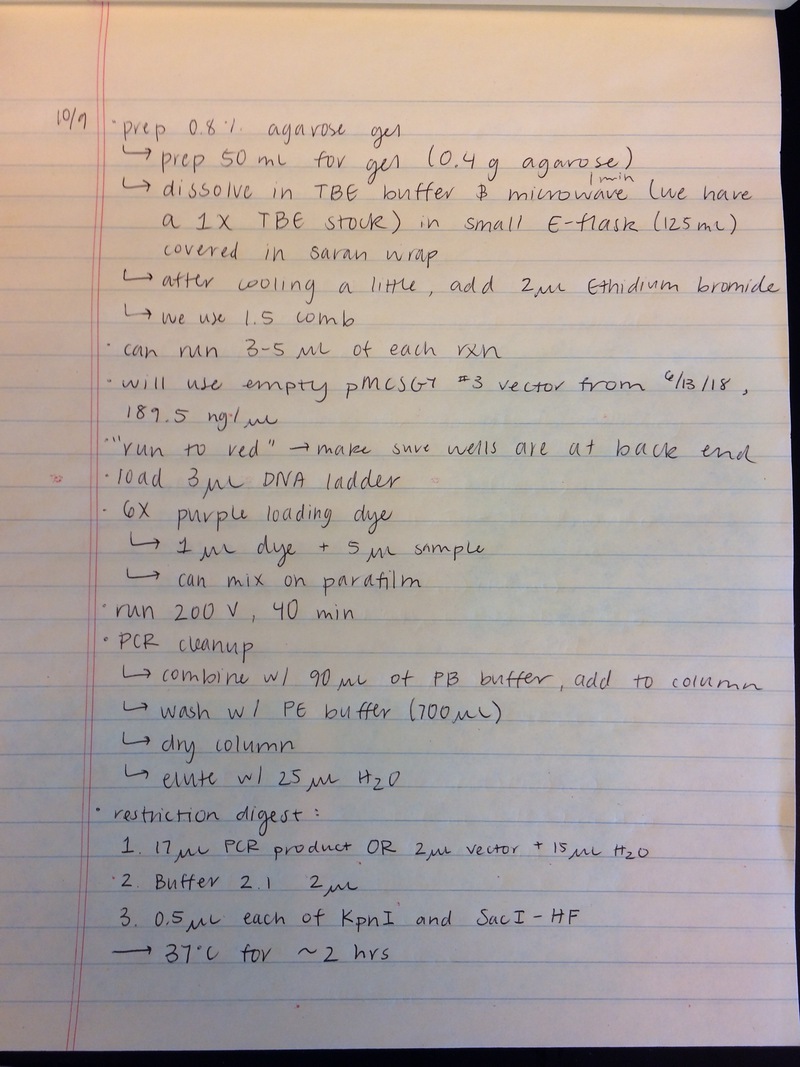 10/9 · prep 0.8% agarose gel
↳ prep 50 mL for gel (0.4 g agarose)
1 min
↳ dissolve in TBE buffer & microwave (we have
a 1X TBE stock) in small E-flask (125 mL)
covered in saran wrap
↳ after cooling a little, add 2 μL Ethidium bromide
↳ we use 1.5 comb
· can run 3-5 μL of each rxn
· will use empty pMCSG7 #3 vector from 6/13/18,
189.5 ng/μL
· "run to red" → make sure wells are at back end
· load 3 μL DNA ladder
· 6X purple loading dye
↳ 1 μL dye + 5 μL sample
↳ can mix on parafilm
· run 200 V, 40 min
· PCR cleanup
↳ combine w/ 90 μL of PB buffer, add to column
↳ wash w/ PE buffer (700 μL)
↳ dry column
↳ elute w/ 25 μL H2O
· restriction digest:
1. 17 μL PCR product OR 2 μL vector + 15 μL H2O
2. Buffer 2.1 2 μL
3. 0.5 μL each of KpnI and SacI-HF
→ 37°C for ~2 hrs